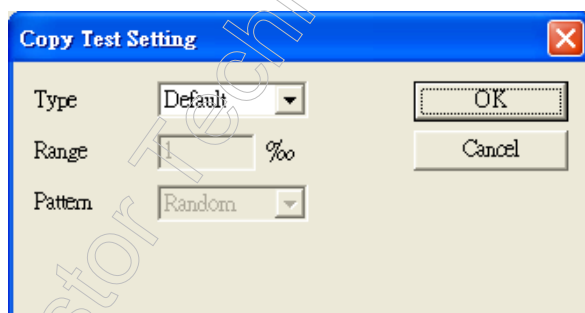 Copy Test Setting
Type Default OK
Range 1 ‰ Cancel
Pattern Random